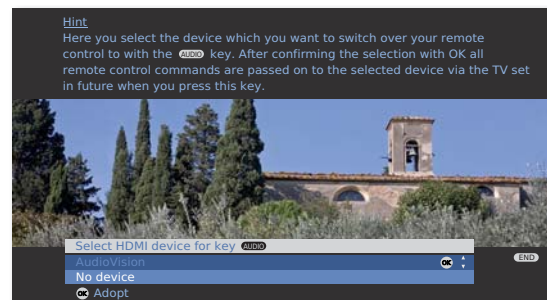 Hint
Here you select the device which you want to switch over your remote
control to with the AUDIO key. After confirming the selection with OK all
remote control commands are passed on to the selected device via the TV set
in future when you press this key.
Select HDMI device for key AUDIO
AudioVision OK
END
No device
OK Adopt